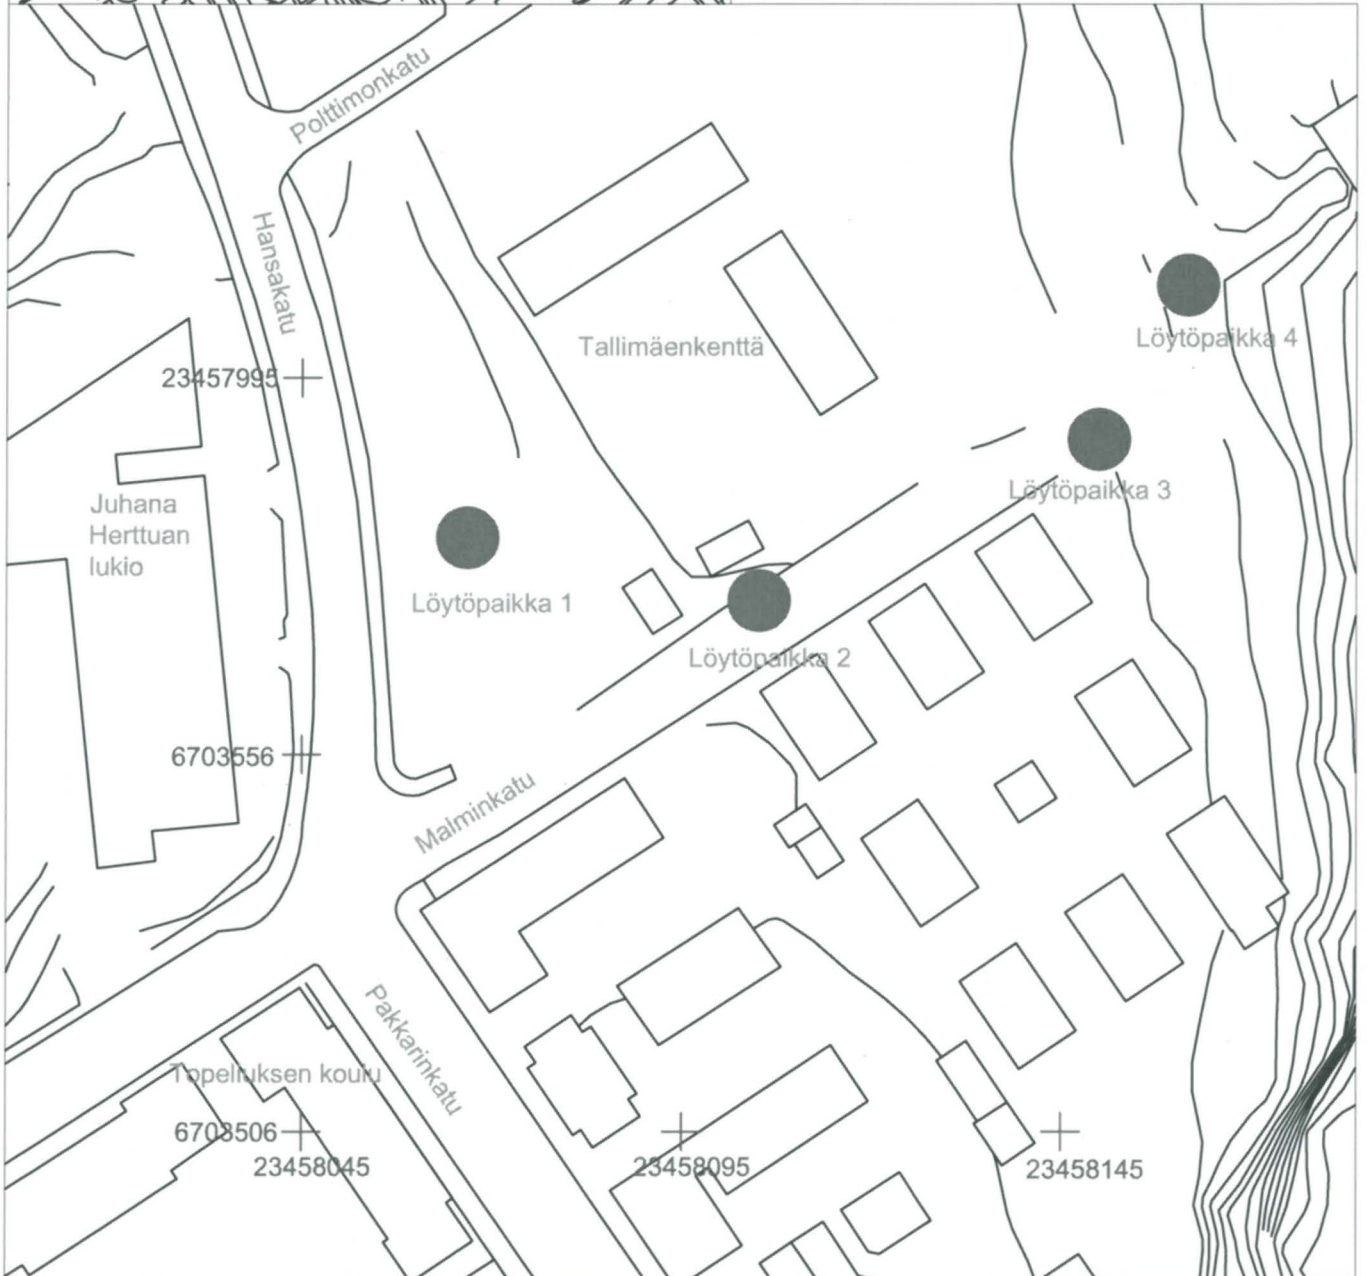 Polttimonkatu
Hansakatu
Tallimäenkenttä
Löytöpaikka 4
23457995
Löytöpaikka 3
Juhana
Herttuan
lukio
Löytöpaikka 1
Löytöpaikka 2
6703556
Malminkatu
Pakkarinkatu
Topeliuksen koulu
6703506
23458045
23458095
23458145